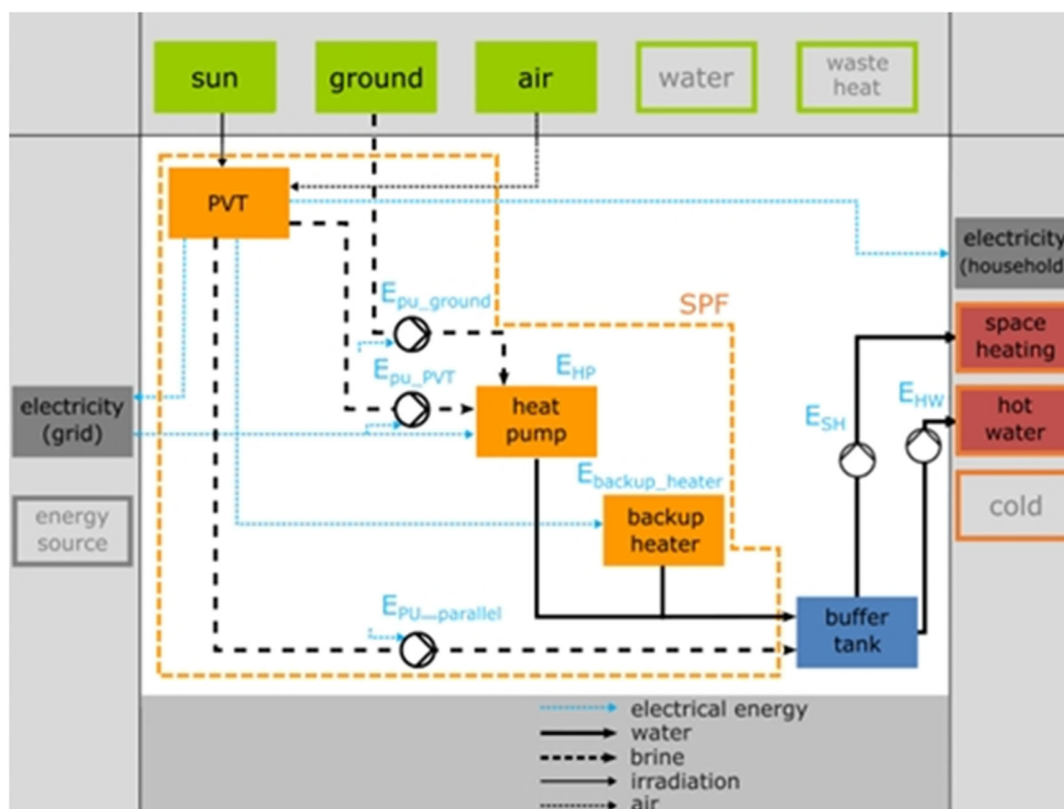 sun
ground
air
water
waste
heat
PVT
electricity
(household)
E_pu_ground
SPF
space
heating
E_pu_PVT
E_HP
electricity
(grid)
heat
pump
E_SH
E_HW
hot
water
E_backup_heater
energy
source
backup
heater
cold
E_PU_parallel
buffer
tank
electrical energy
water
brine
irradiation
air